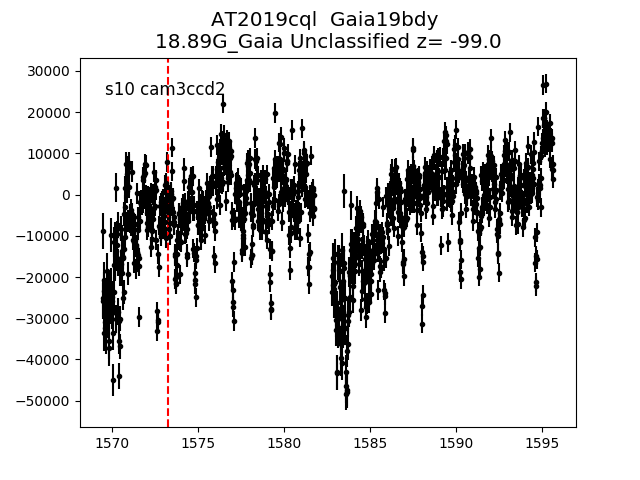 AT2019cql  Gaia19bdy
18.89G_Gaia Unclassified z= -99.0
s10 cam3ccd2
30000
20000
10000
0
−10000
−20000
−30000
−40000
−50000
1570 1575 1580 1585 1590 1595